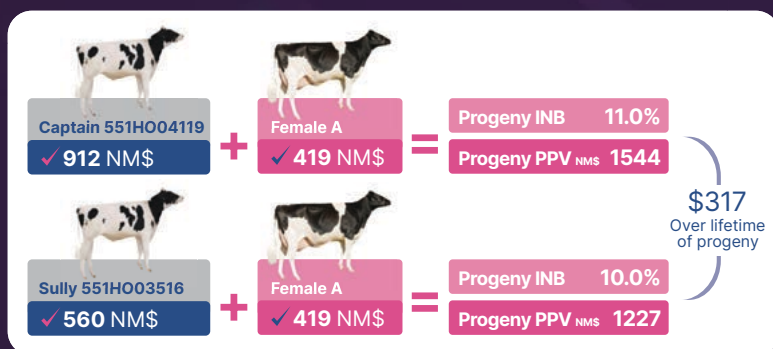 Captain 551HO04119
✓ 912 NM$
+
Female A
✓ 419 NM$
=
Progeny INB 11.0%
Progeny PPV NM$ 1544
$317
Over lifetime
of progeny
Sully 551HO03516
✓ 560 NM$
+
Female A
✓ 419 NM$
=
Progeny INB 10.0%
Progeny PPV NM$ 1227